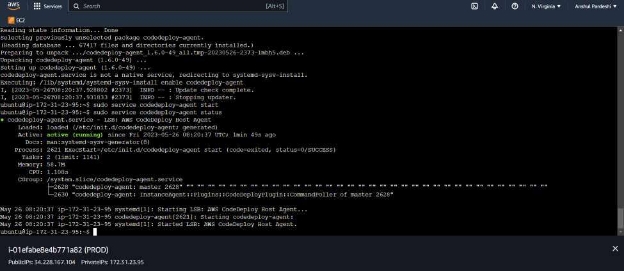 aws
Services
Search
[Alt+S]
N. Virginia
Anshul Pardeshi
EC2
Reading state information... Done
Selecting previously unselected package codedeploy-agent.
(Reading database ... 67417 files and directories currently installed.)
Preparing to unpack .../codedeploy-agent_1.6.0-49_all.tmp-20230526-2373-1mhh5.deb ...
Unpacking codedeploy-agent (1.6.0-49) ...
Setting up codedeploy-agent (1.6.0-49) ...
codedeploy-agent.service is not a native service, redirecting to systemd-sysv-install.
Executing: /lib/systemd/systemd-sysv-install enable codedeploy-agent
I, [2023-05-26T08:20:37.928802 #2373]  INFO -- : Update check complete.
I, [2023-05-26T08:20:37.931833 #2373]  INFO -- : Stopping updater.
ubuntu@ip-172-31-23-95:~$ sudo service codedeploy-agent start
ubuntu@ip-172-31-23-95:~$ sudo service codedeploy-agent status
● codedeploy-agent.service - LSB: AWS CodeDeploy Host Agent
Loaded: loaded (/etc/init.d/codedeploy-agent; generated)
Active: active (running) since Fri 2023-05-26 08:20:37 UTC; 1min 49s ago
Docs: man:systemd-sysv-generator(8)
Process: 2621 ExecStart=/etc/init.d/codedeploy-agent start (code=exited, status=0/SUCCESS)
Tasks: 2 (limit: 1141)
Memory: 58.7M
CPU: 1.108s
CGroup: /system.slice/codedeploy-agent.service
├─2628 "codedeploy-agent: master 2628"
└─2630 "codedeploy-agent: InstanceAgent::Plugins::CodeDeployPlugin::CommandPoller of master 2628"
May 26 08:20:37 ip-172-31-23-95 systemd[1]: Starting LSB: AWS CodeDeploy Host Agent...
May 26 08:20:37 ip-172-31-23-95 codedeploy-agent[2621]: Starting codedeploy-agent:
May 26 08:20:37 ip-172-31-23-95 systemd[1]: Started LSB: AWS CodeDeploy Host Agent.
ubuntu@ip-172-31-23-95:~$
i-01efabe8e4b771a82 (PROD)
PublicIPs: 34.228.167.104  PrivateIPs: 172.31.23.95